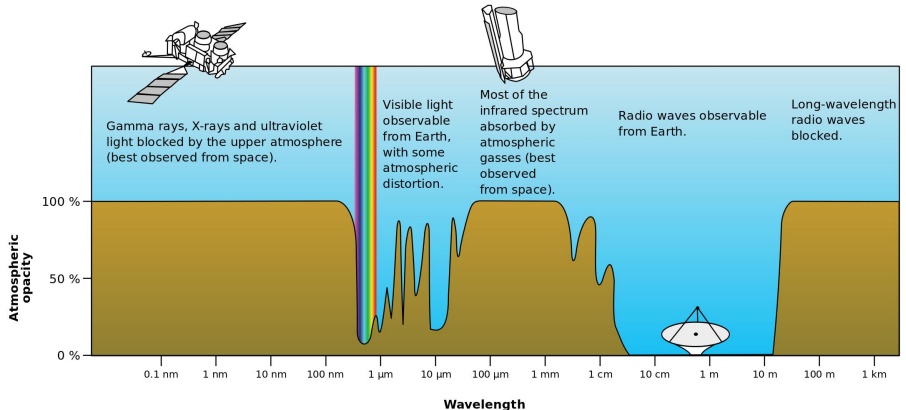 Gamma rays, X-rays and ultraviolet
light blocked by the upper atmosphere
(best observed from space).
Visible light
observable
from Earth,
with some
atmospheric
distortion.
Most of the
infrared spectrum
absorbed by
atmospheric
gasses (best
observed
from space).
Radio waves observable
from Earth.
Long-wavelength
radio waves
blocked.
Atmospheric
opacity
100 %
50 %
0 %
0.1 nm
1 nm
10 nm
100 nm
1 μm
10 μm
100 μm
1 mm
1 cm
10 cm
1 m
10 m
100 m
1 km
Wavelength